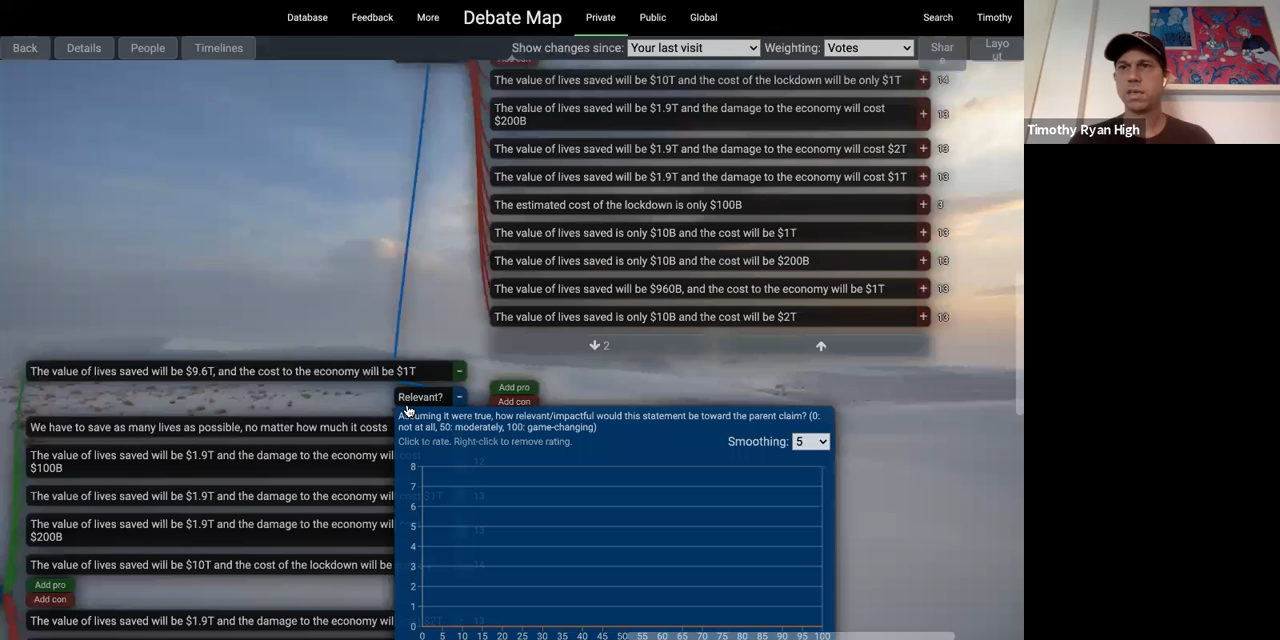 Database
Feedback
More
Debate Map
Private
Public
Global
Search
Timothy
Back
Details
People
Timelines
Show changes since:
Your last visit
Weighting:
Votes
Shar
e
Layo
ut
Timothy Ryan High
The value of lives saved will be $10T and the cost of the lockdown will be only $1T
+
14
The value of lives saved will be $1.9T and the damage to the economy will cost
$200B
+
13
The value of lives saved will be $1.9T and the damage to the economy will cost $2T
+
13
The value of lives saved will be $1.9T and the damage to the economy will cost $1T
+
13
The estimated cost of the lockdown is only $100B
+
3
The value of lives saved is only $10B and the cost will be $1T
+
13
The value of lives saved is only $10B and the cost will be $200B
+
13
The value of lives saved will be $960B, and the cost to the economy will be $1T
+
13
The value of lives saved is only $10B and the cost will be $2T
+
13
2
The value of lives saved will be $9.6T, and the cost to the economy will be $1T
-
Relevant?
-
Add pro
Add con
We have to save as many lives as possible, no matter how much it costs
The value of lives saved will be $1.9T and the damage to the economy will cost
$100B
The value of lives saved will be $1.9T and the damage to the economy will cost $1T
The value of lives saved will be $1.9T and the damage to the economy will
$200B
The value of lives saved will be $10T and the cost of the lockdown will be
Add pro
Add con
The value of lives saved will be $1.9T and the damage to the economy will
Assuming it were true, how relevant/impactful would this statement be toward the parent claim? (0:
not at all, 50: moderately, 100: game-changing)
Click to rate. Right-click to remove rating.
Smoothing:
5
12
13
13
14
13
8
7
6
5
4
3
2
1
0
0 5 10 15 20 25 30 35 40 45 50 55 60 65 70 75 80 85 90 95 100